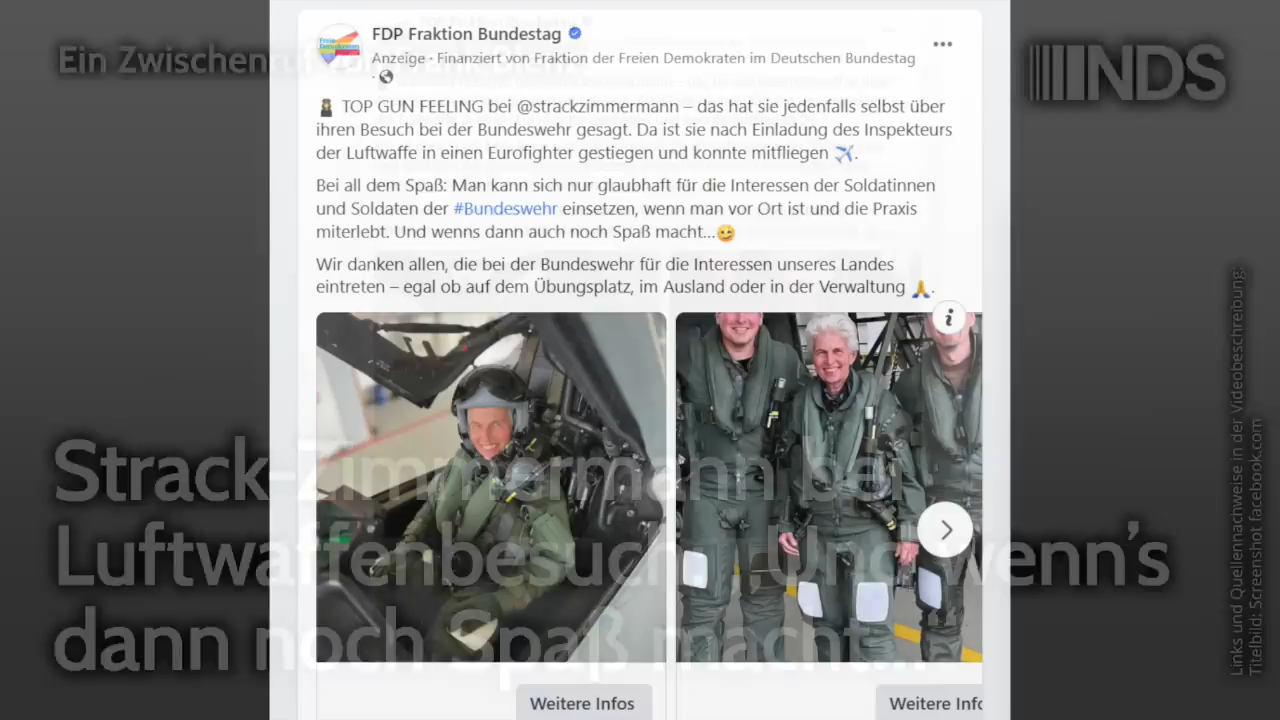 FDP Fraktion Bundestag
Anzeige · Finanziert von Fraktion der Freien Demokraten im Deutschen Bundestag
Ein Zwischenruf von
NDS
TOP GUN FEELING bei @strackzimmermann – das hat sie jedenfalls selbst über
ihren Besuch bei der Bundeswehr gesagt. Da ist sie nach Einladung des Inspekteurs
der Luftwaffe in einen Eurofighter gestiegen und konnte mitfliegen ✈️.
Bei all dem Spaß: Man kann sich nur glaubhaft für die Interessen der Soldatinnen
und Soldaten der #Bundeswehr einsetzen, wenn man vor Ort ist und die Praxis
miterlebt. Und wenns dann auch noch Spaß macht...😉
Wir danken allen, die bei der Bundeswehr für die Interessen unseres Landes
eintreten – egal ob auf dem Übungsplatz, im Ausland oder in der Verwaltung 🙏.
Strack-Zimmermann bei
Luftwaffenbesuch: „Und wenn’s
dann noch Spaß macht...“
Weitere Infos
Weitere Info
Links und Quellennachweise in der Videobeschreibung.
Titelbild: Screenshot facebook.com